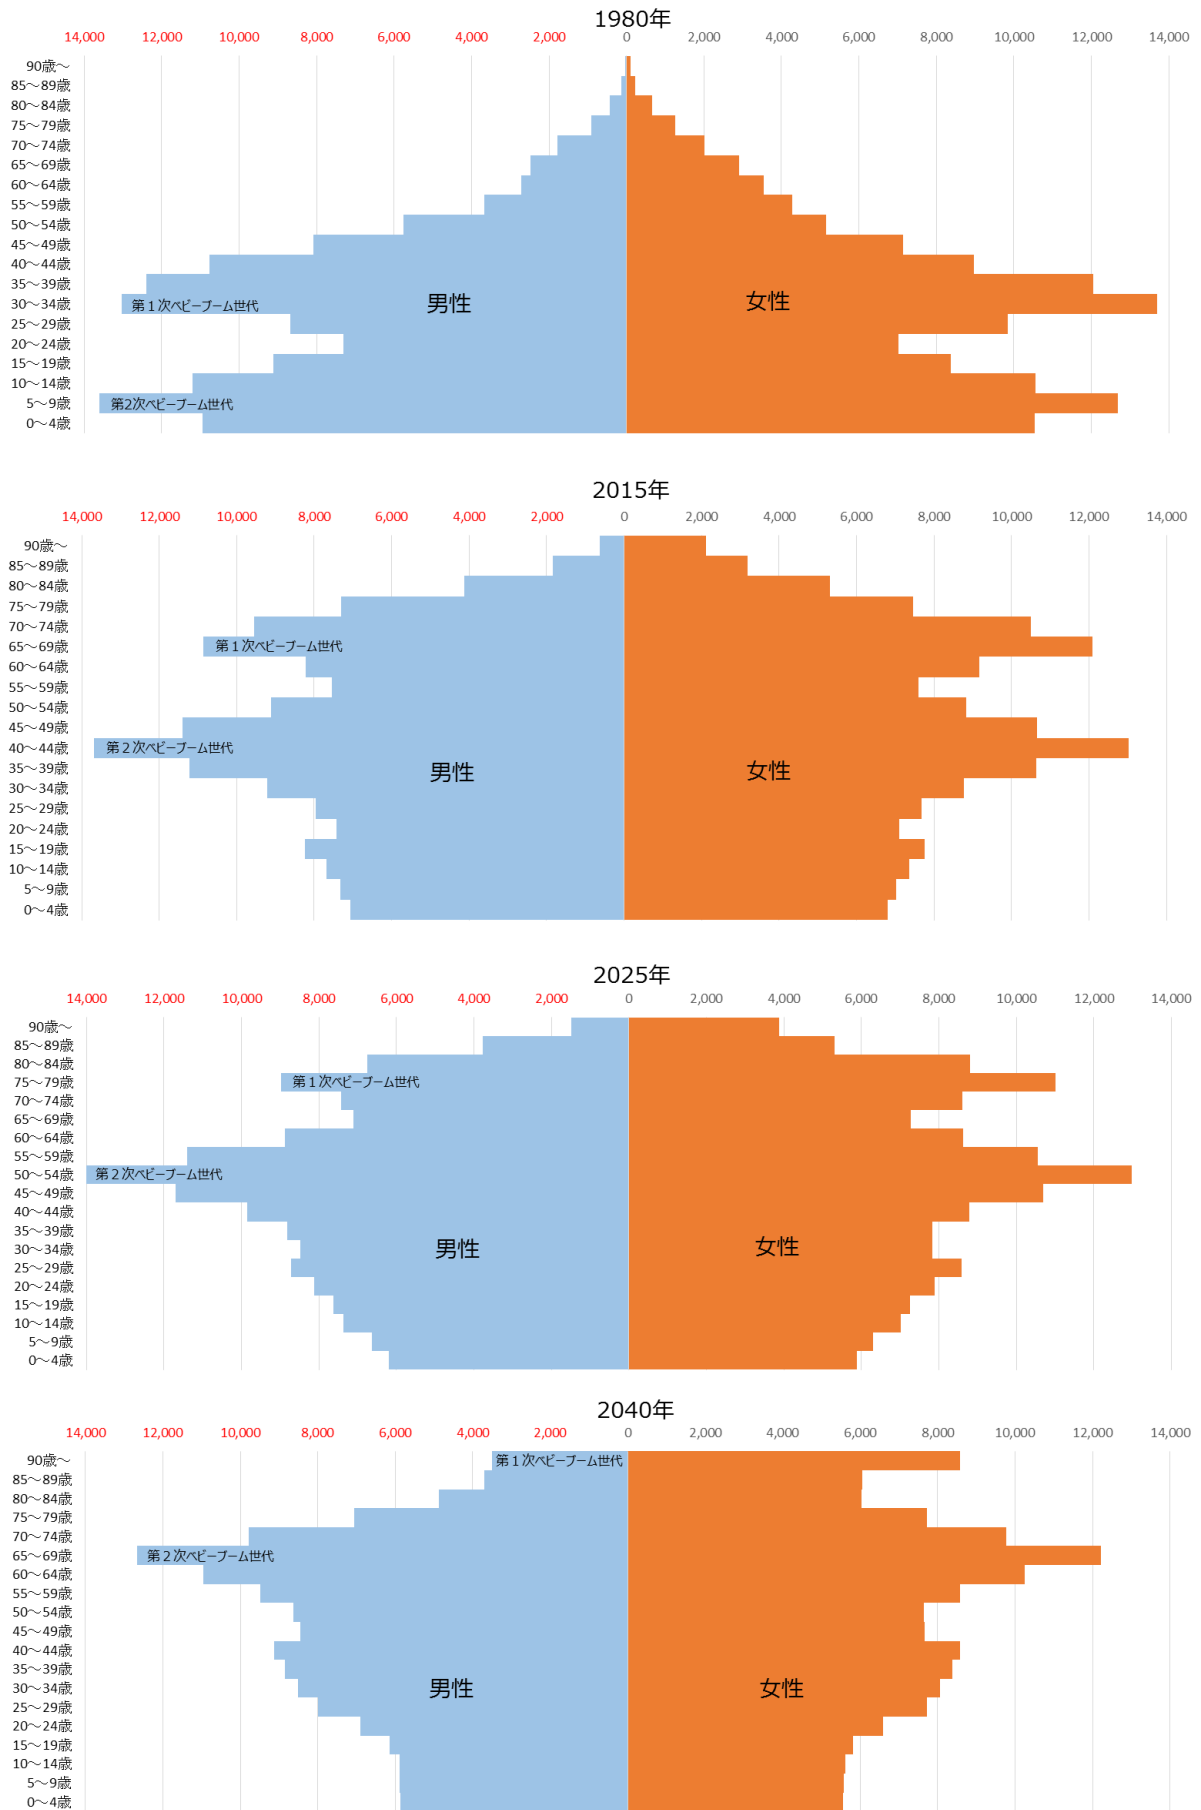 1980年
14,000 12,000 10,000 8,000 6,000 4,000 2,000 0 2,000 4,000 6,000 8,000 10,000 12,000 14,000
90歳～
85～89歳
80～84歳
75～79歳
70～74歳
65～69歳
60～64歳
55～59歳
50～54歳
45～49歳
40～44歳
35～39歳
30～34歳 第１次ベビーブーム世代 男性 女性
25～29歳
20～24歳
15～19歳
10～14歳
5～9歳 第2次ベビーブーム世代
0～4歳
2015年
14,000 12,000 10,000 8,000 6,000 4,000 2,000 0 2,000 4,000 6,000 8,000 10,000 12,000 14,000
90歳～
85～89歳
80～84歳
75～79歳
70～74歳
65～69歳 第１次ベビーブーム世代
60～64歳
55～59歳
50～54歳
45～49歳
40～44歳 第２次ベビーブーム世代
35～39歳 男性 女性
30～34歳
25～29歳
20～24歳
15～19歳
10～14歳
5～9歳
0～4歳
2025年
14,000 12,000 10,000 8,000 6,000 4,000 2,000 0 2,000 4,000 6,000 8,000 10,000 12,000 14,000
90歳～
85～89歳
80～84歳
75～79歳 第１次ベビーブーム世代
70～74歳
65～69歳
60～64歳
55～59歳
50～54歳 第２次ベビーブーム世代
45～49歳
40～44歳
35～39歳
30～34歳 男性 女性
25～29歳
20～24歳
15～19歳
10～14歳
5～9歳
0～4歳
2040年
14,000 12,000 10,000 8,000 6,000 4,000 2,000 0 2,000 4,000 6,000 8,000 10,000 12,000 14,000
90歳～ 第１次ベビーブーム世代
85～89歳
80～84歳
75～79歳
70～74歳
65～69歳 第２次ベビーブーム世代
60～64歳
55～59歳
50～54歳
45～49歳
40～44歳
35～39歳
30～34歳 男性 女性
25～29歳
20～24歳
15～19歳
10～14歳
5～9歳
0～4歳